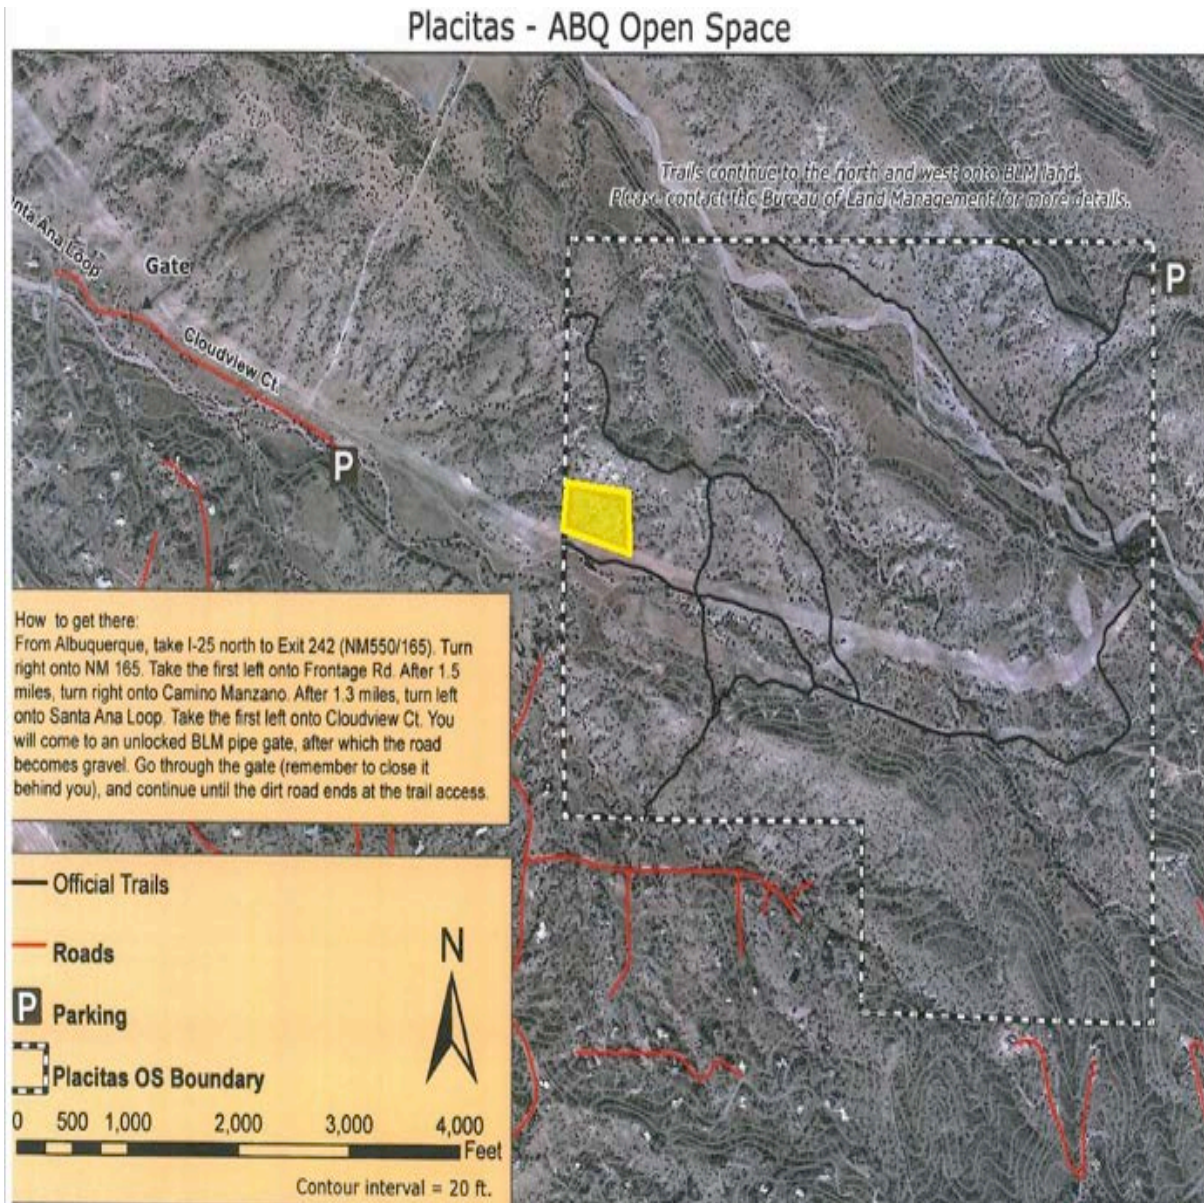 Placitas - ABQ Open Space
Trails continue to the north and west onto BLM land.
Please contact the Bureau of Land Management for more details.
P
Ana Loop
Gate
Cloudview Ct.
P
How to get there:
From Albuquerque, take I-25 north to Exit 242 (NM550/165). Turn
right onto NM 165. Take the first left onto Frontage Rd. After 1.5
miles, turn right onto Camino Manzano. After 1.3 miles, turn left
onto Santa Ana Loop. Take the first left onto Cloudview Ct. You
will come to an unlocked BLM pipe gate, after which the road
becomes gravel. Go through the gate (remember to close it
behind you), and continue until the dirt road ends at the trail access.
Official Trails
Roads
N
P Parking
Placitas OS Boundary
0 500 1,000 2,000 3,000 4,000
Feet
Contour interval = 20 ft.